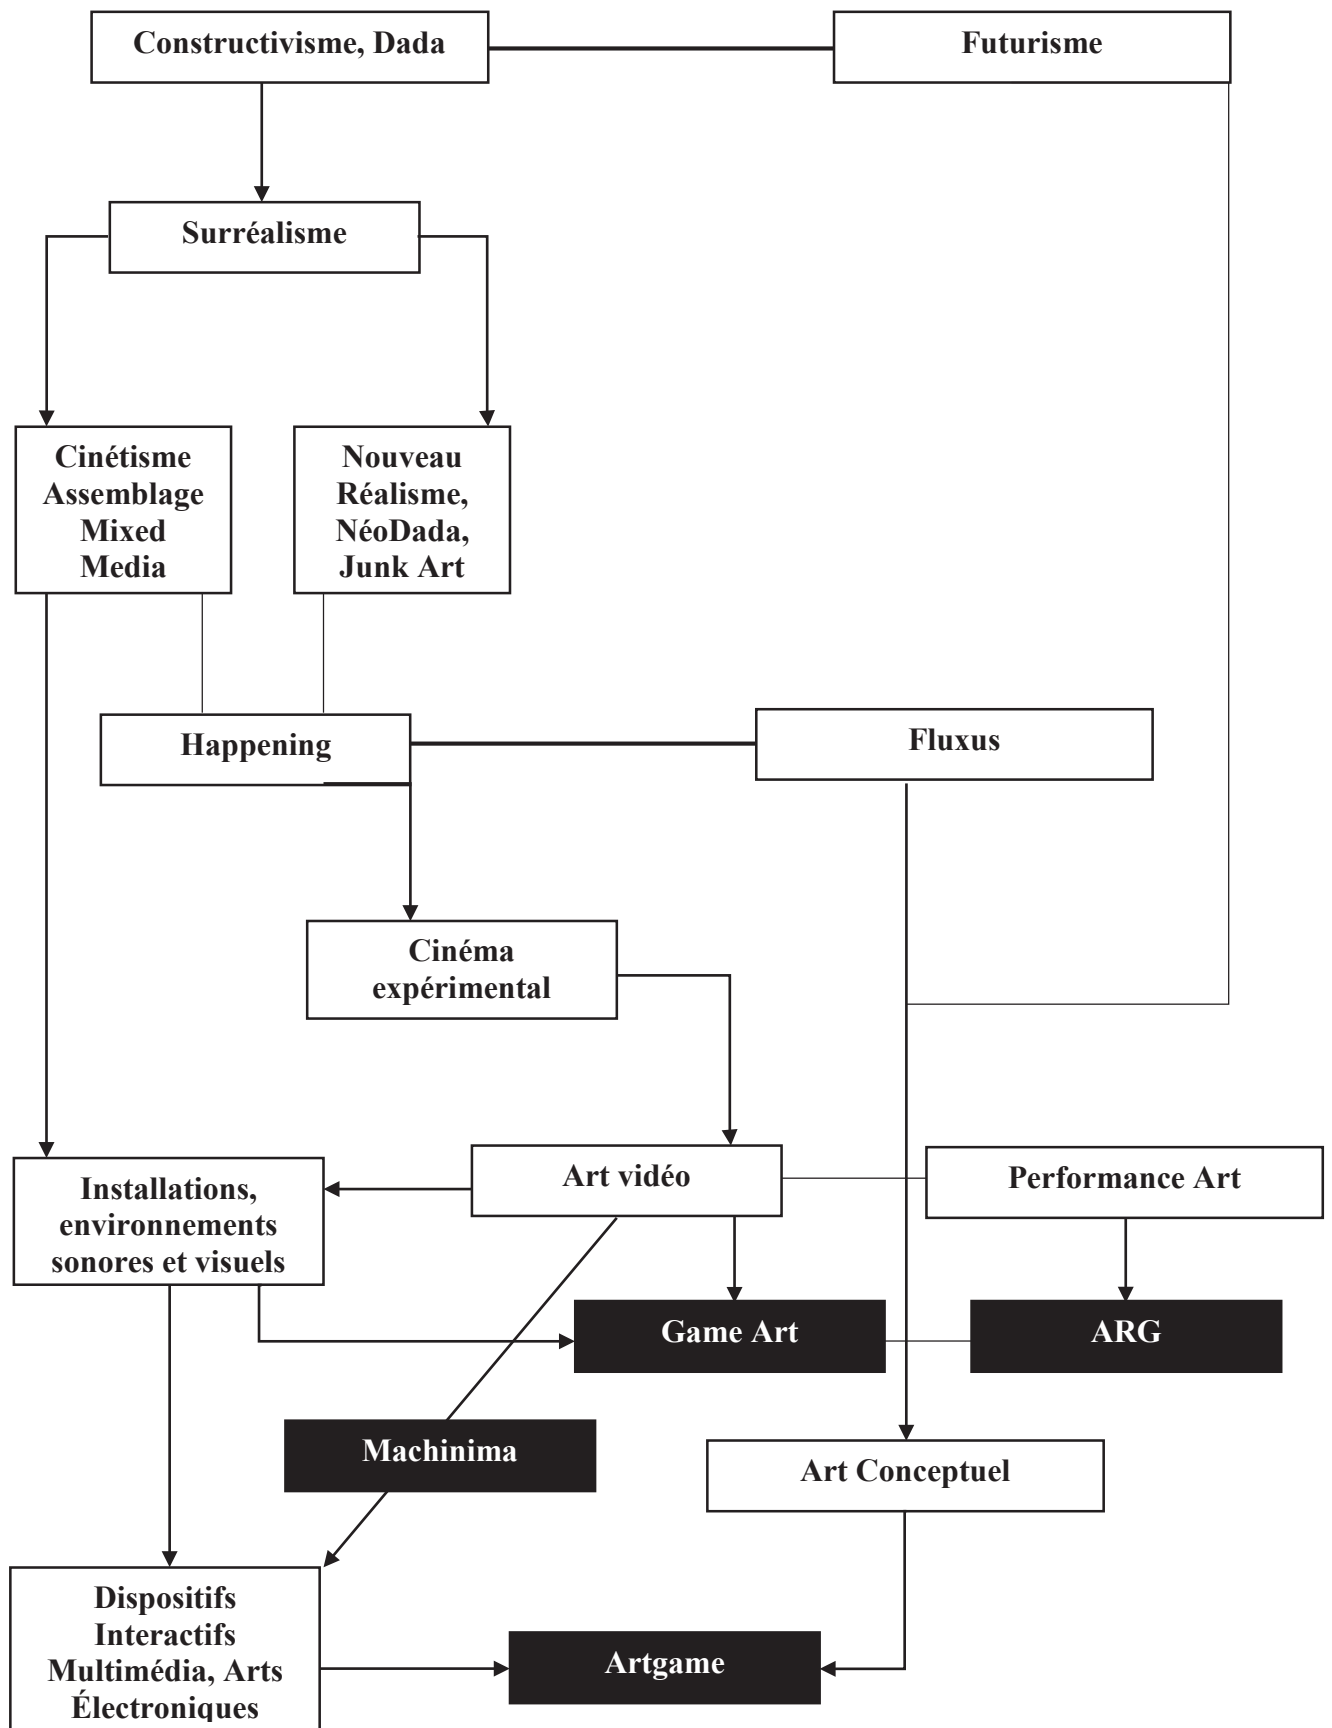 Constructivisme, Dada
Futurisme
Surréalisme
Cinétisme
Assemblage
Mixed
Media
Nouveau
Réalisme,
NéoDada,
Junk Art
Happening
Fluxus
Cinéma
expérimental
Art vidéo
Performance Art
Installations,
environnements
sonores et visuels
Game Art
ARG
Machinima
Art Conceptuel
Dispositifs
Interactifs
Multimédia, Arts
Électroniques
Artgame